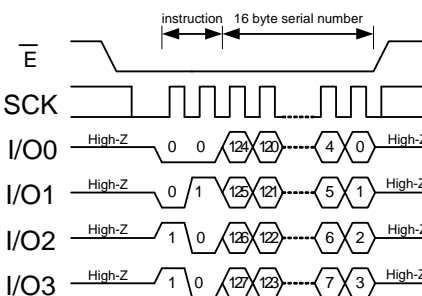 instruction 16 byte serial number
E
SCK
I/O0 High-Z 0 0 124 120 4 0 High-Z
I/O1 High-Z 0 1 125 121 5 1 High-Z
I/O2 High-Z 1 0 126 122 6 2 High-Z
I/O3 High-Z 1 0 127 123 7 3 High-Z